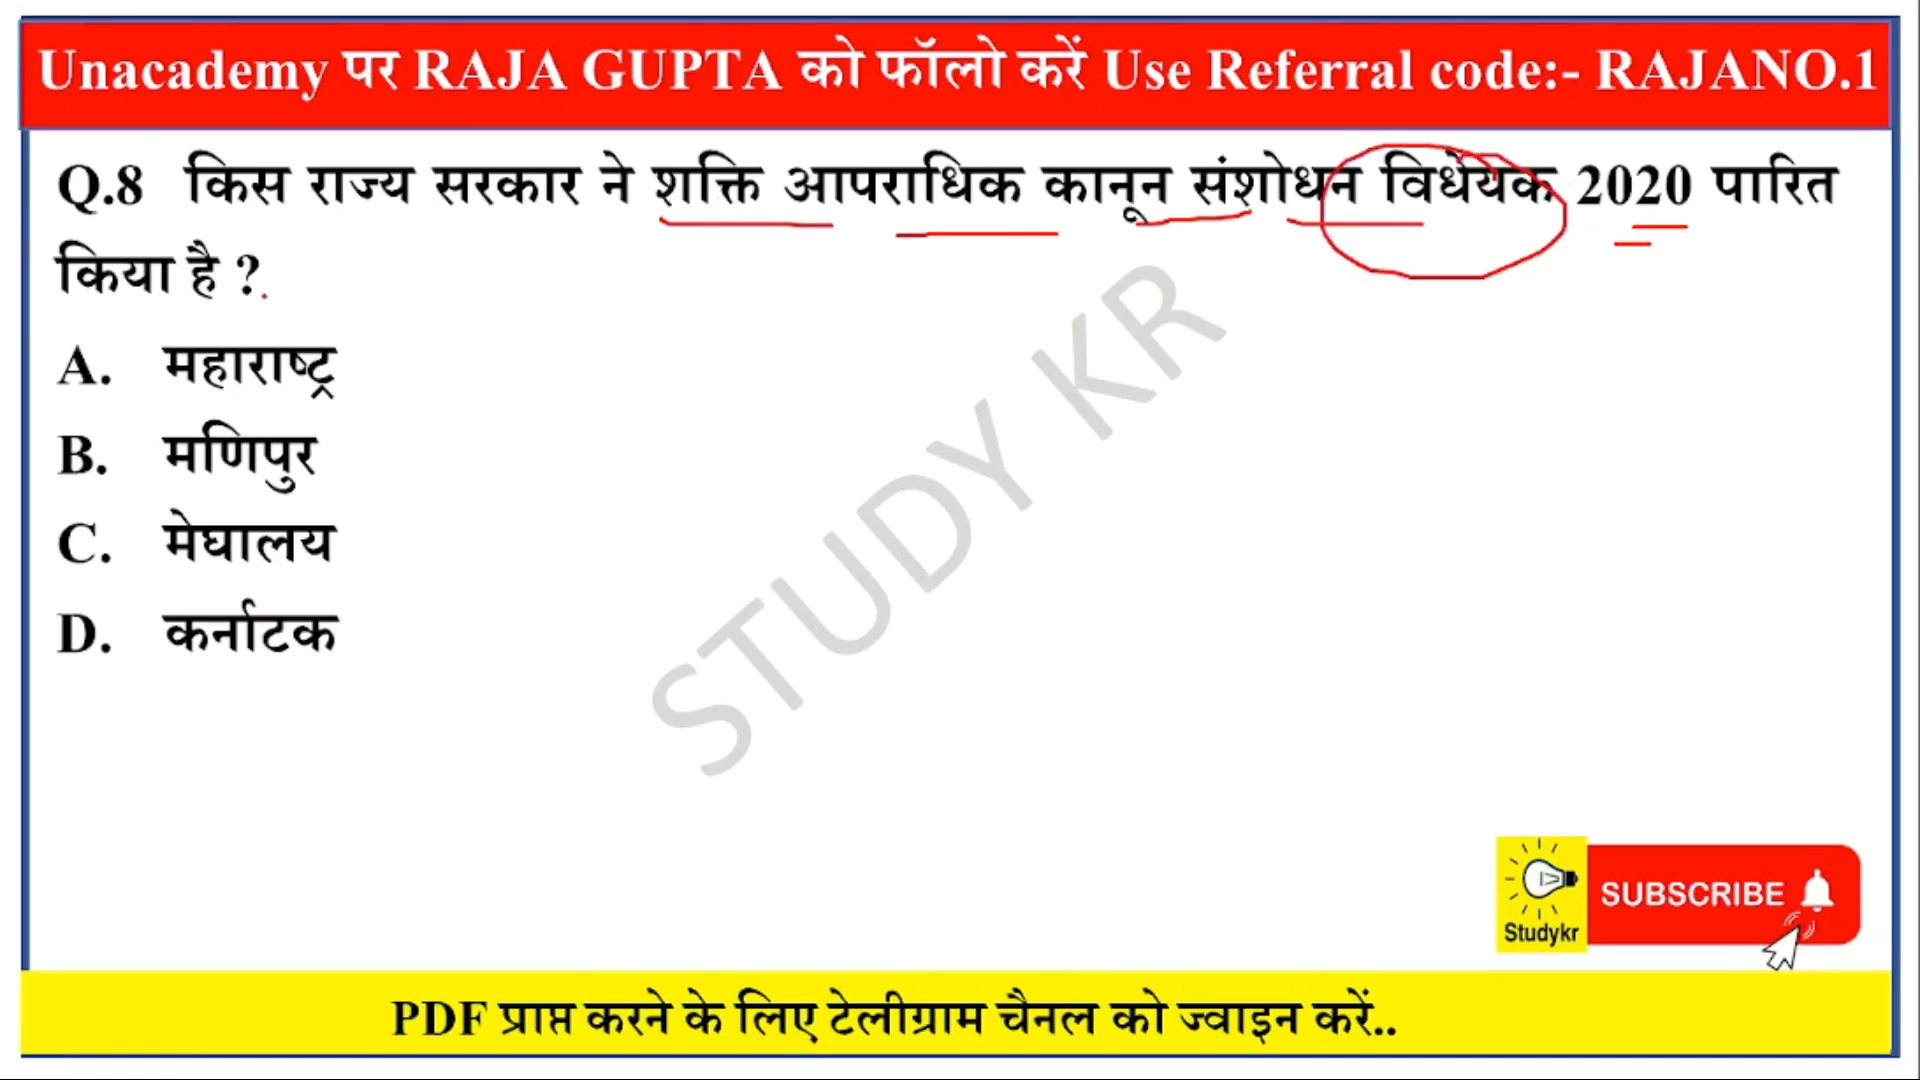 Unacademy पर RAJA GUPTA को फॉलो करें Use Referral code:- RAJANO.1
Q.8 किस राज्य सरकार ने शक्ति आपराधिक कानून संशोधन विधेयक 2020 पारित
किया है ?
A. महाराष्ट्र
B. मणिपुर
C. मेघालय
D. कर्नाटक
STUDY KR
SUBSCRIBE
Studykr
PDF प्राप्त करने के लिए टेलीग्राम चैनल को ज्वाइन करें..